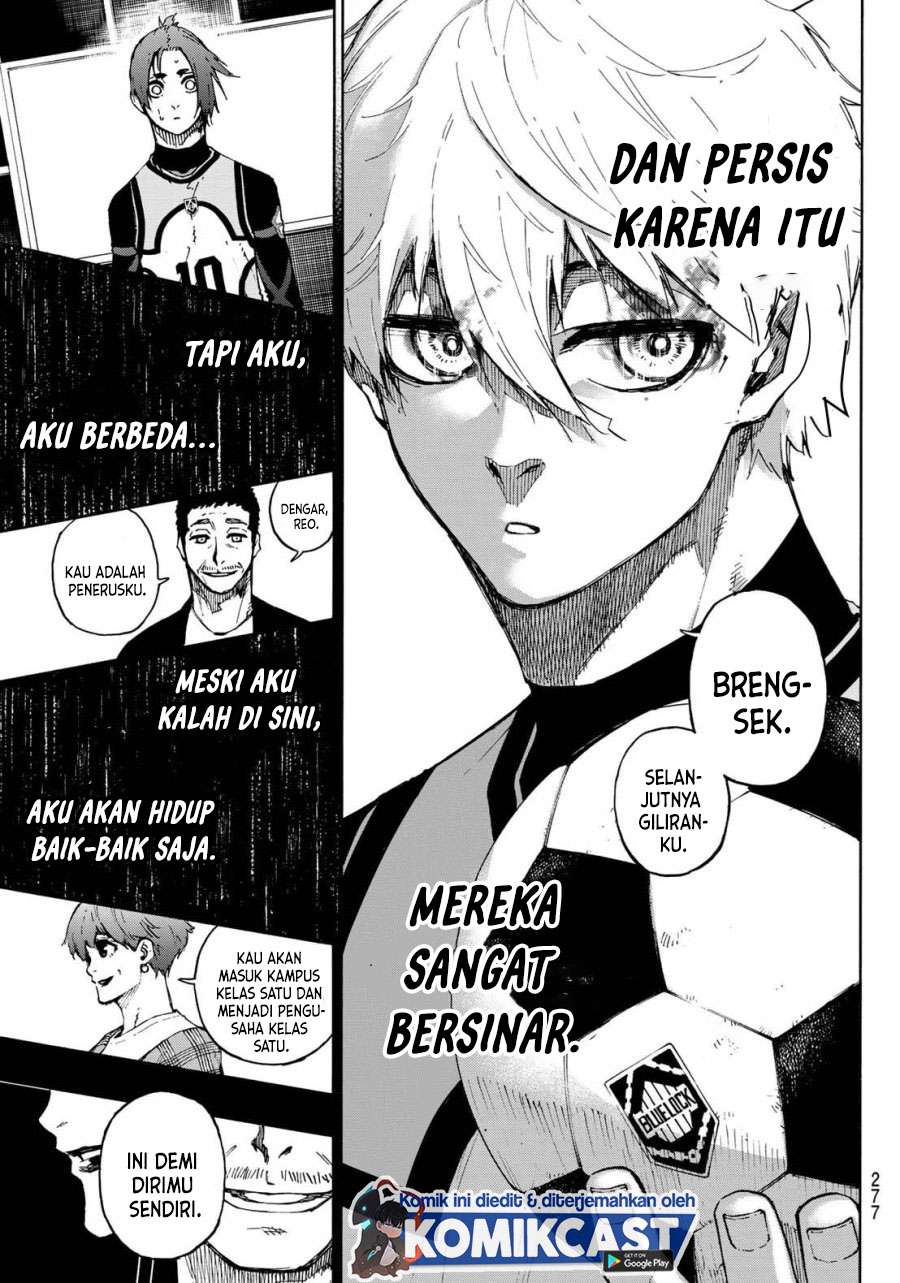 DAN PERSIS
KARENA ITU
BRENG-
SEK.
SELAN-
JUTNYA
GILIRAN-
KU.
MEREKA
SANGAT
BERSINAR.
BLUE LOCK
10
TAPI AKU,
AKU BERBEDA...
DENGAR,
REO.
KAU ADALAH
PENERUSKU.
MESKI AKU
KALAH DI SINI,
AKU AKAN HIDUP
BAIK-BAIK SAJA.
KAU AKAN
MASUK KAMPUS
KELAS SATU DAN
MENJADI PENGU-
SAHA KELAS
SATU.
INI DEMI
DIRIMU
SENDIRI.
277
Komik ini diedit & diterjemahkan oleh
KOMIKCAST
GET IT ON
Google Play